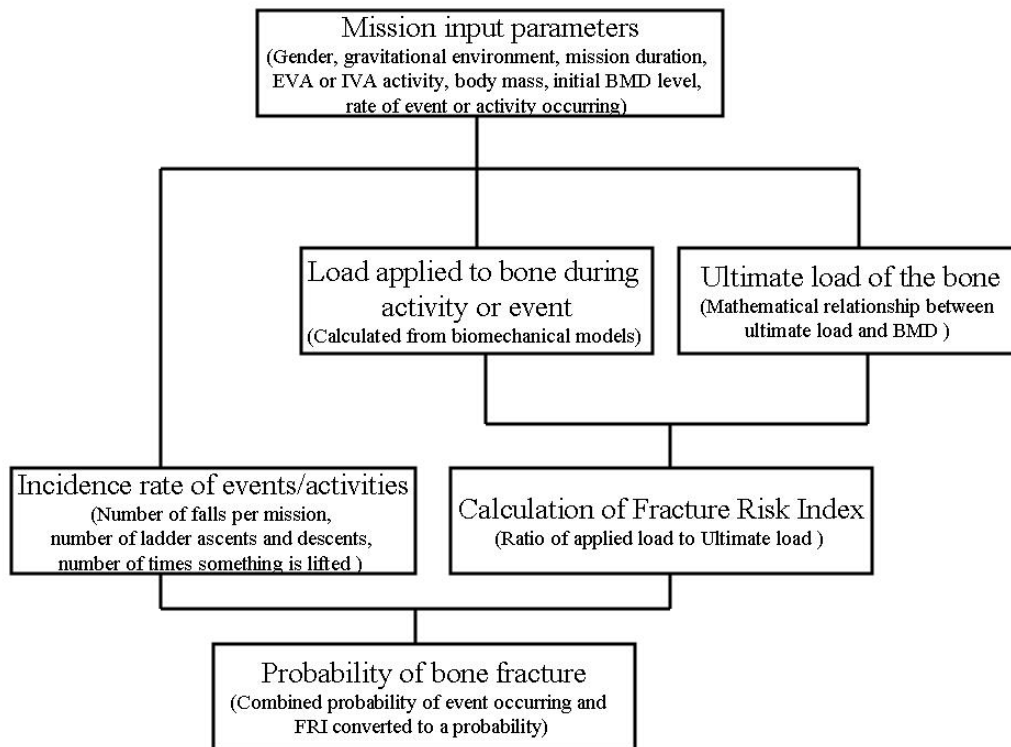 Mission input parameters
(Gender, gravitational environment, mission duration,
EVA or IVA activity, body mass, initial BMD level,
rate of event or activity occurring)
Load applied to bone during
activity or event
(Calculated from biomechanical models)
Ultimate load of the bone
(Mathematical relationship between
ultimate load and BMD )
Incidence rate of events/activities
(Number of falls per mission,
number of ladder ascents and descents,
number of times something is lifted )
Calculation of Fracture Risk Index
(Ratio of applied load to Ultimate load )
Probability of bone fracture
(Combined probability of event occurring and
FRI converted to a probability)